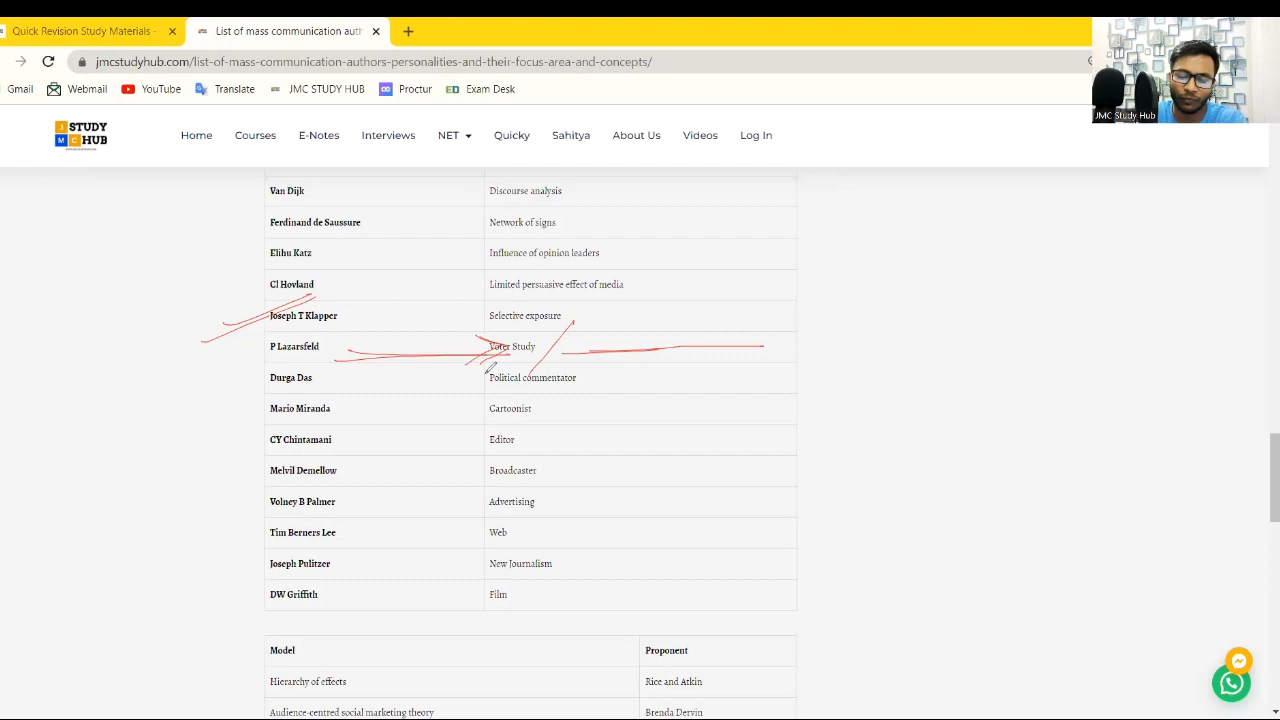 Quick Revision Study Materials -
List of mass communication auth
jmcstudyhub.com/list-of-mass-communication-authors-personalities-and-their-focus-area-and-concepts/
Gmail Webmail YouTube Translate JMC STUDY HUB Proctur ED Exam Desk
JMC Study Hub
J STUDY
M C HUB
Home Courses E-Notes Interviews NET Quicky Sahitya About Us Videos Log In
Van Dijk Discourse analysis
Ferdinand de Saussure Network of signs
Elihu Katz Influence of opinion leaders
Cl Hovland Limited persuasive effect of media
Joseph T Klapper Selective exposure
P Lazarsfeld Voter Study
Durga Das Political commentator
Mario Miranda Cartoonist
CY Chintamani Editor
Melvil Demellow Broadcaster
Volney B Palmer Advertising
Tim Berners Lee Web
Joseph Pulitzer New Journalism
DW Griffith Film
Model Proponent
Hierarchy of effects Rice and Atkin
Audience-centred social marketing theory Brenda Dervin